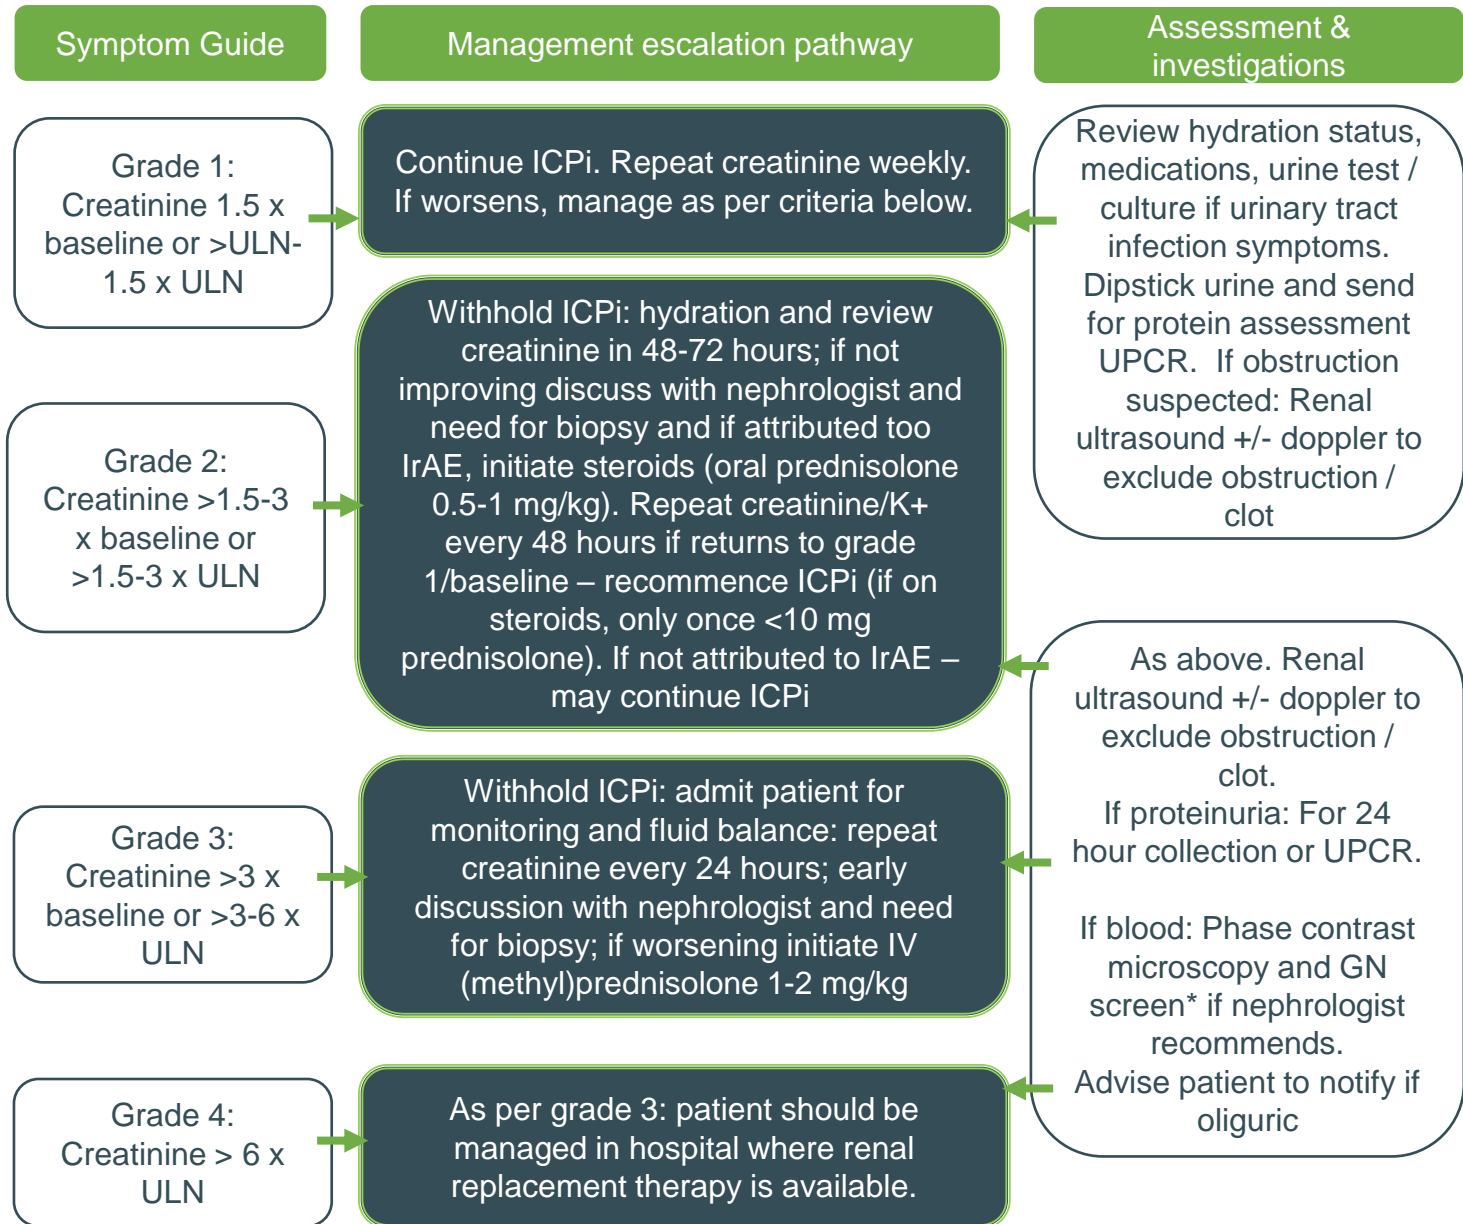 Symptom Guide
Management escalation pathway
Assessment &
investigations
Grade 1:
Creatinine 1.5 x
baseline or >ULN-
1.5 x ULN
Continue ICPi. Repeat creatinine weekly.
If worsens, manage as per criteria below.
Review hydration status,
medications, urine test /
culture if urinary tract
infection symptoms.
Dipstick urine and send
for protein assessment
UPCR.  If obstruction
suspected: Renal
ultrasound +/- doppler to
exclude obstruction /
clot
Grade 2:
Creatinine >1.5-3
x baseline or
>1.5-3 x ULN
Withhold ICPi: hydration and review
creatinine in 48-72 hours; if not
improving discuss with nephrologist and
need for biopsy and if attributed too
IrAE, initiate steroids (oral prednisolone
0.5-1 mg/kg). Repeat creatinine/K+
every 48 hours if returns to grade
1/baseline – recommence ICPi (if on
steroids, only once <10 mg
prednisolone). If not attributed to IrAE –
may continue ICPi
As above. Renal
ultrasound +/- doppler to
exclude obstruction /
clot.
If proteinuria: For 24
hour collection or UPCR.
If blood: Phase contrast
microscopy and GN
screen* if nephrologist
recommends.
Advise patient to notify if
oliguric
Grade 3:
Creatinine >3 x
baseline or >3-6 x
ULN
Withhold ICPi: admit patient for
monitoring and fluid balance: repeat
creatinine every 24 hours; early
discussion with nephrologist and need
for biopsy; if worsening initiate IV
(methyl)prednisolone 1-2 mg/kg
Grade 4:
Creatinine > 6 x
ULN
As per grade 3: patient should be
managed in hospital where renal
replacement therapy is available.